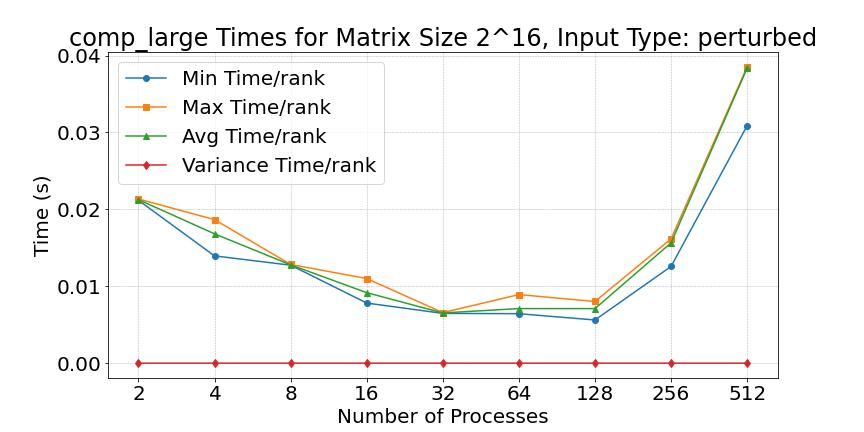 comp_large Times for Matrix Size 2^16, Input Type: perturbed
0.04
0.03
0.02
0.01
0.00
Time (s)
Min Time/rank
Max Time/rank
Avg Time/rank
Variance Time/rank
2 4 8 16 32 64 128 256 512
Number of Processes